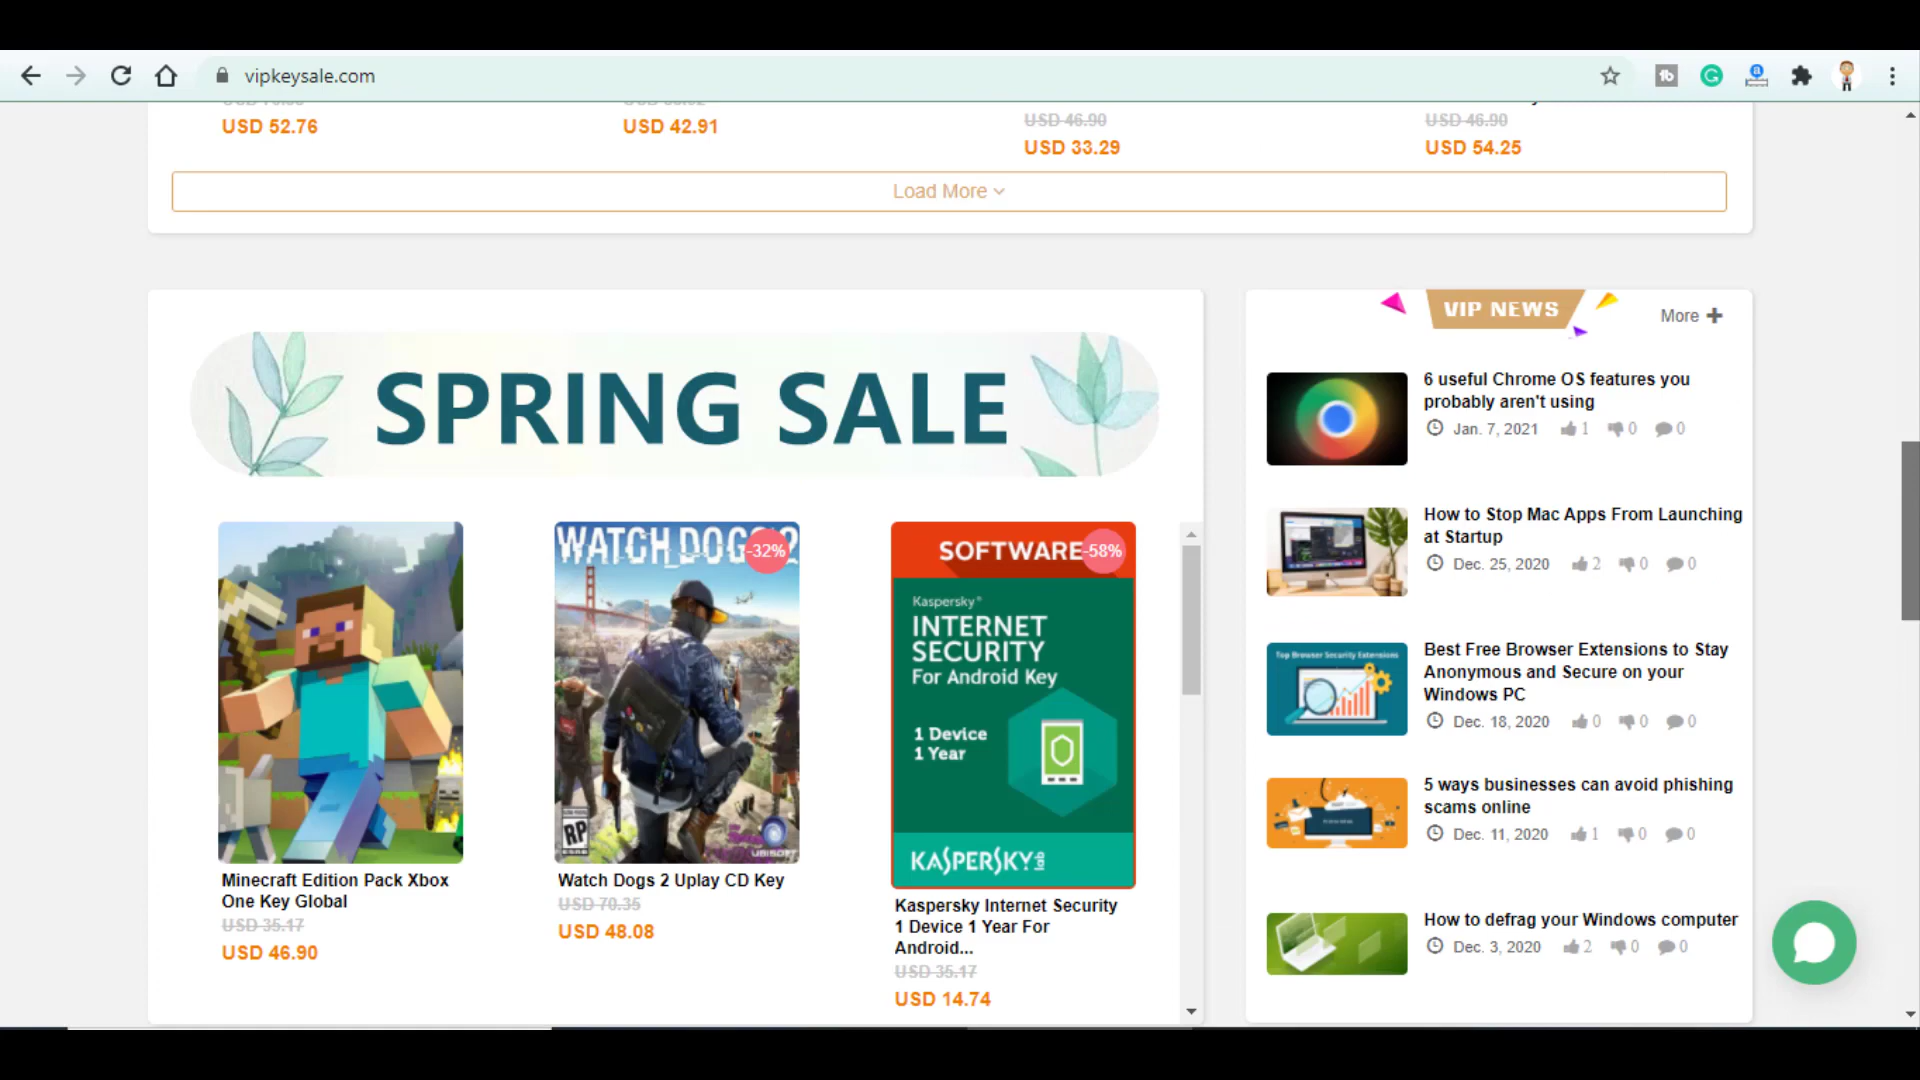 vipkeysale.com
USD 52.76
USD 42.91
USD 46.90
USD 33.29
USD 46.90
USD 54.25
Load More
SPRING SALE
WATCH DOGS 2
-32%
RP
UBISOFT
SOFTWARE
-58%
Kaspersky®
INTERNET
SECURITY
For Android Key
1 Device
1 Year
KASPERSKY lab
Minecraft Edition Pack Xbox
One Key Global
USD 35.17
USD 46.90
Watch Dogs 2 Uplay CD Key
USD 70.35
USD 48.08
Kaspersky Internet Security
1 Device 1 Year For
Android...
USD 35.17
USD 14.74
VIP NEWS
More
6 useful Chrome OS features you
probably aren't using
Jan. 7, 2021 1 0 0
How to Stop Mac Apps From Launching
at Startup
Dec. 25, 2020 2 0 0
Top Browser Security Extensions
Best Free Browser Extensions to Stay
Anonymous and Secure on your
Windows PC
Dec. 18, 2020 0 0 0
5 ways businesses can avoid phishing
scams online
Dec. 11, 2020 1 0 0
How to defrag your Windows computer
Dec. 3, 2020 2 0 0